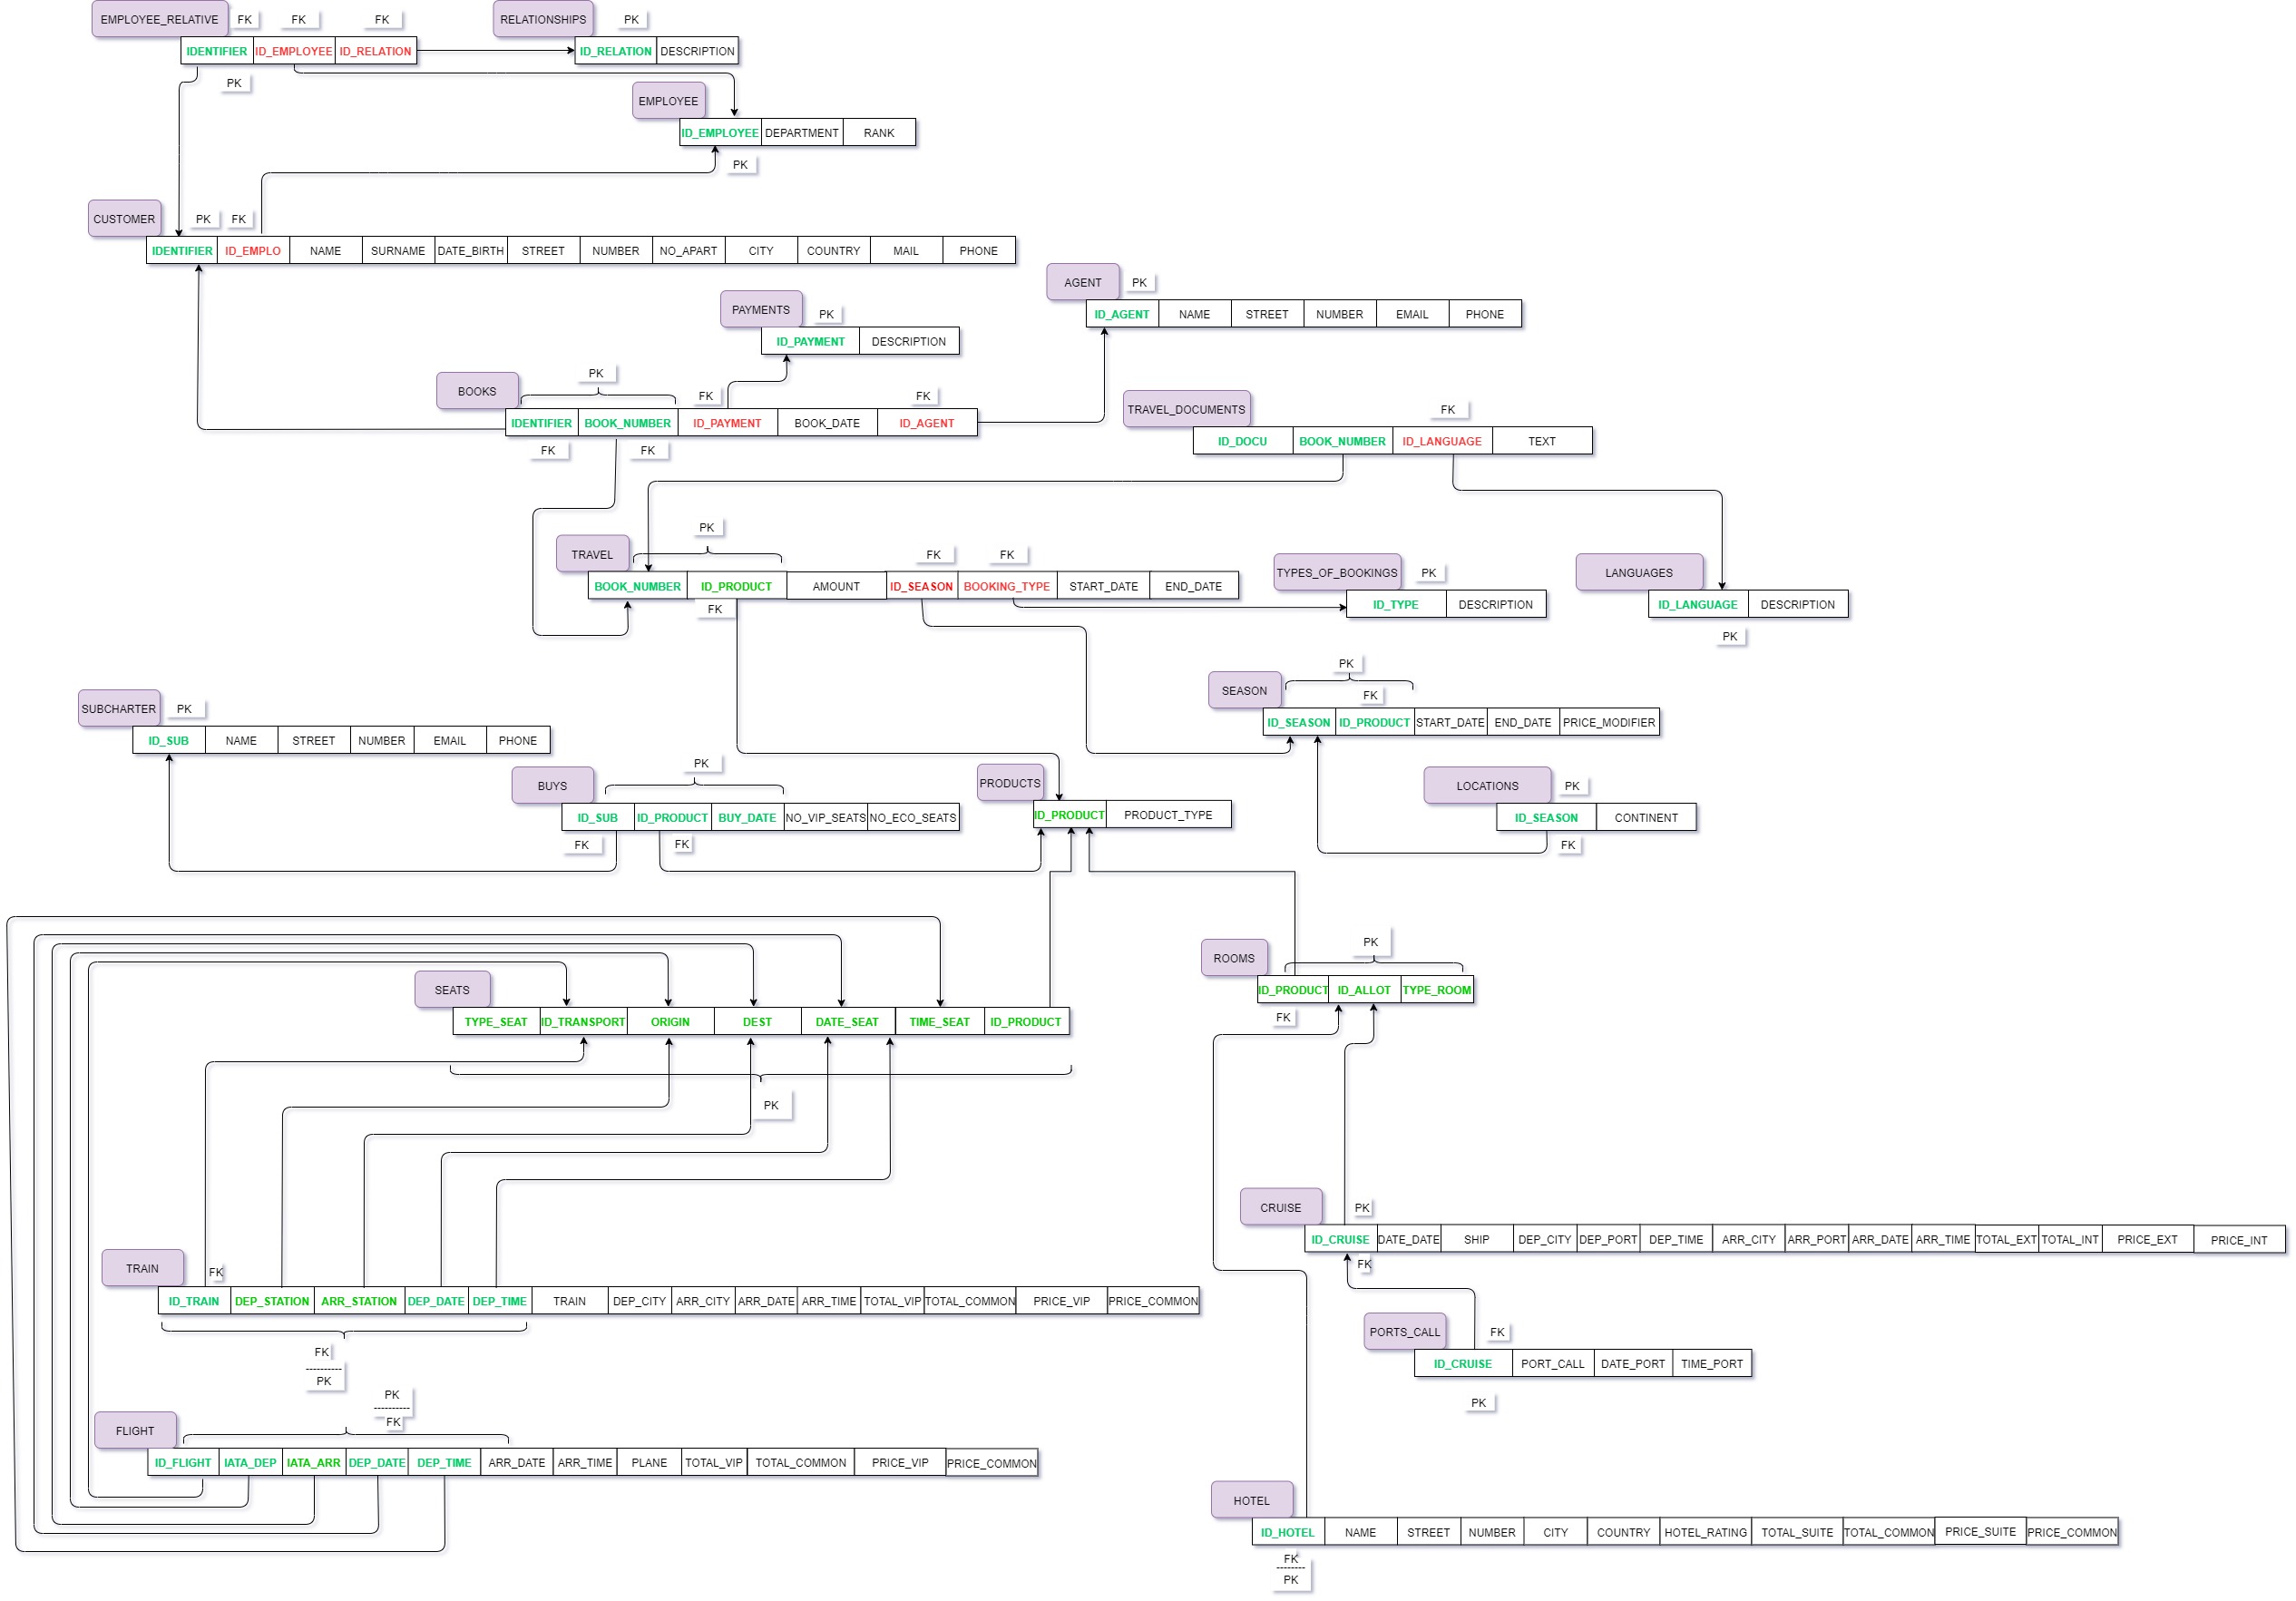 EMPLOYEE_RELATIVE FK FK FK
IDENTIFIER ID_EMPLOYEE ID_RELATION
PK
RELATIONSHIPS PK
ID_RELATION DESCRIPTION
EMPLOYEE
ID_EMPLOYEE DEPARTMENT RANK
PK
CUSTOMER PK FK
IDENTIFIER ID_EMPLO NAME SURNAME DATE_BIRTH STREET NUMBER NO_APART CITY COUNTRY MAIL PHONE
AGENT PK
ID_AGENT NAME STREET NUMBER EMAIL PHONE
PAYMENTS PK
ID_PAYMENT DESCRIPTION
BOOKS PK FK FK
IDENTIFIER BOOK_NUMBER ID_PAYMENT BOOK_DATE ID_AGENT
FK FK
TRAVEL_DOCUMENTS FK
ID_DOCU BOOK_NUMBER ID_LANGUAGE TEXT
TRAVEL PK FK FK
BOOK_NUMBER ID_PRODUCT AMOUNT ID_SEASON BOOKING_TYPE START_DATE END_DATE
FK
TYPES_OF_BOOKINGS PK
ID_TYPE DESCRIPTION
LANGUAGES
ID_LANGUAGE DESCRIPTION
PK
SEASON PK
FK
ID_SEASON ID_PRODUCT START_DATE END_DATE PRICE_MODIFIER
SUBCHARTER PK
ID_SUB NAME STREET NUMBER EMAIL PHONE
BUYS PK
ID_SUB ID_PRODUCT BUY_DATE NO_VIP_SEATS NO_ECO_SEATS
FK FK
PRODUCTS
ID_PRODUCT PRODUCT_TYPE
LOCATIONS PK
ID_SEASON CONTINENT
FK
ROOMS PK
ID_PRODUCT ID_ALLOT TYPE_ROOM
FK
SEATS
TYPE_SEAT ID_TRANSPORT ORIGIN DEST DATE_SEAT TIME_SEAT ID_PRODUCT
PK
CRUISE PK
ID_CRUISE DATE_DATE SHIP DEP_CITY DEP_PORT DEP_TIME ARR_CITY ARR_PORT ARR_DATE ARR_TIME TOTAL_EXT TOTAL_INT PRICE_EXT PRICE_INT
FK
TRAIN FK
ID_TRAIN DEP_STATION ARR_STATION DEP_DATE DEP_TIME TRAIN DEP_CITY ARR_CITY ARR_DATE ARR_TIME TOTAL_VIP TOTAL_COMMON PRICE_VIP PRICE_COMMON
FK
----------
PK
PORTS_CALL FK
ID_CRUISE PORT_CALL DATE_PORT TIME_PORT
PK
PK
----------
FK
FLIGHT
ID_FLIGHT IATA_DEP IATA_ARR DEP_DATE DEP_TIME ARR_DATE ARR_TIME PLANE TOTAL_VIP TOTAL_COMMON PRICE_VIP PRICE_COMMON
HOTEL
ID_HOTEL NAME STREET NUMBER CITY COUNTRY HOTEL_RATING TOTAL_SUITE TOTAL_COMMON PRICE_SUITE PRICE_COMMON
FK
--------
PK